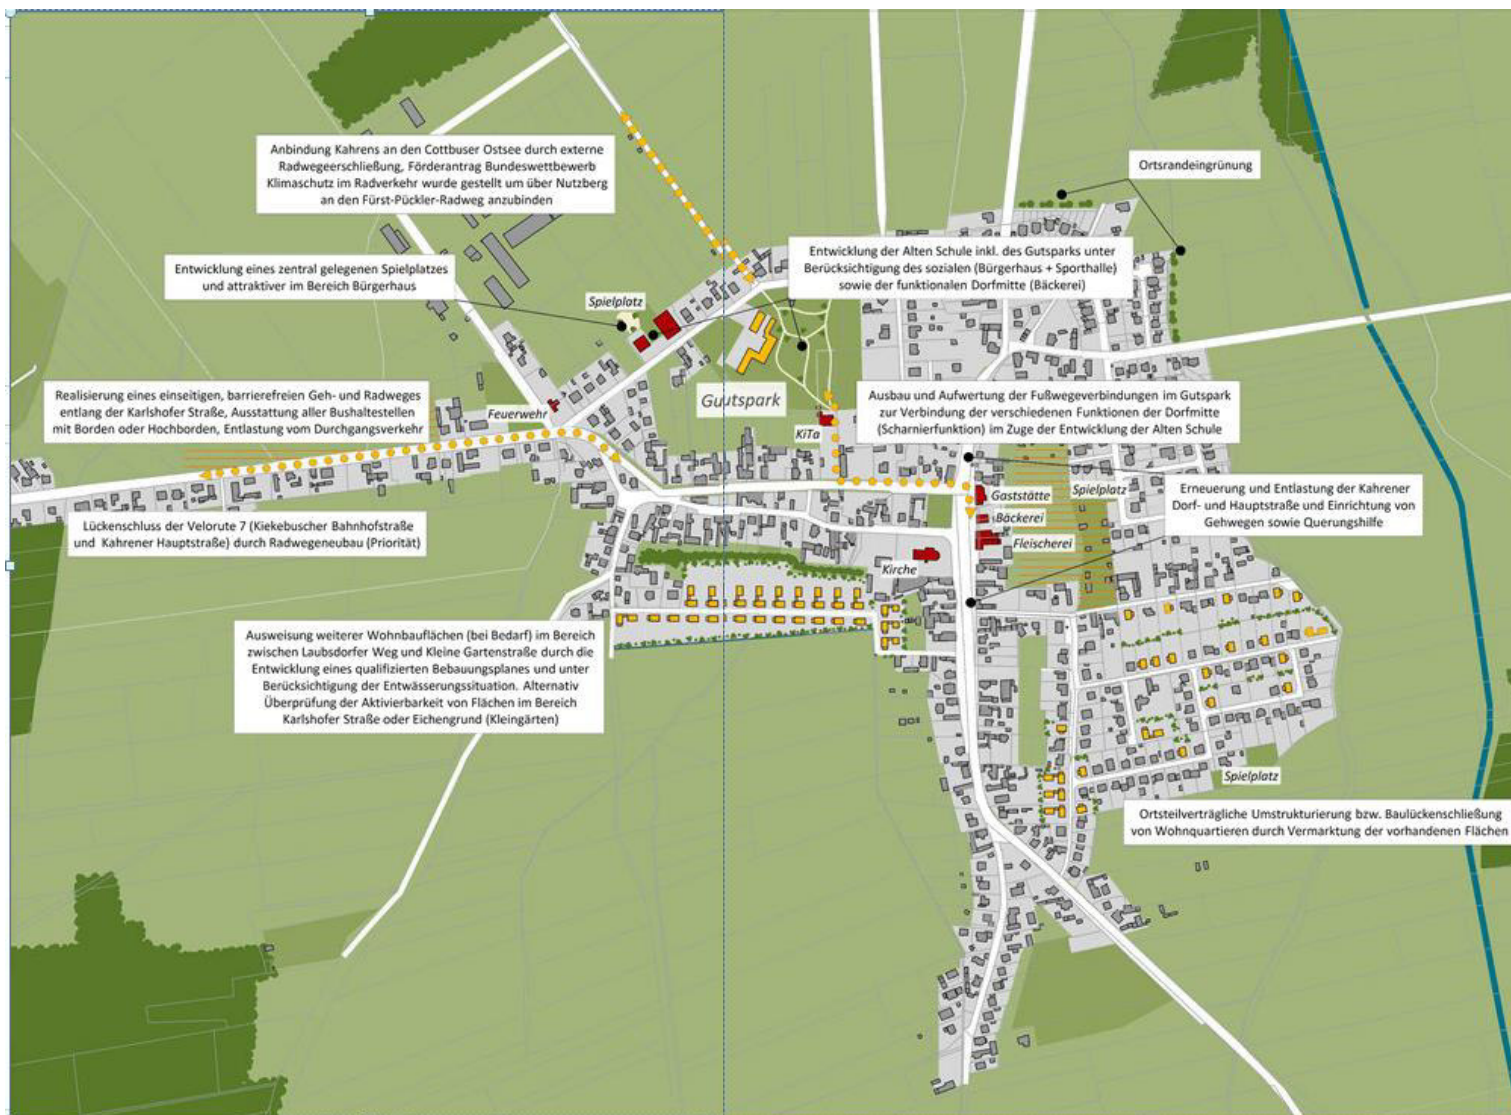 Anbindung Kahrens an den Cottbuser Ostsee durch externe
Radwegeerschließung, Förderantrag Bundeswettbewerb
Klimaschutz im Radverkehr wurde gestellt um über Nutzberg
an den Fürst-Pückler-Radweg anzubinden
Ortsrandeingrünung
Entwicklung eines zentral gelegenen Spielplatzes
und attraktiver im Bereich Bürgerhaus
Entwicklung der Alten Schule inkl. des Gutsparks unter
Berücksichtigung des sozialen (Bürgerhaus + Sporthalle)
sowie der funktionalen Dorfmitte (Bäckerei)
Spielplatz
Realisierung eines einseitigen, barrierefreien Geh- und Radweges
entlang der Karlshofer Straße, Ausstattung aller Bushaltestellen
mit Borden oder Hochborden, Entlastung vom Durchgangsverkehr
Feuerwehr
Guutspark
KiTa
Ausbau und Aufwertung der Fußwegeverbindungen im Gutspark
zur Verbindung der verschiedenen Funktionen der Dorfmitte
(Scharnierfunktion) im Zuge der Entwicklung der Alten Schule
Lückenschluss der Velorute 7 (Kiekebuscher Bahnhofstraße
und Kahrener Hauptstraße) durch Radwegeneubau (Priorität)
Gaststätte
Bäckerei
Fleischerei
Kirche
Spielplatz
Erneuerung und Entlastung der Kahrener
Dorf- und Hauptstraße und Einrichtung von
Gehwegen sowie Querungshilfe
Ausweisung weiterer Wohnbauflächen (bei Bedarf) im Bereich
zwischen Laubsdorfer Weg und Kleine Gartenstraße durch die
Entwicklung eines qualifizierten Bebauungsplanes und unter
Berücksichtigung der Entwässerungssituation. Alternativ
Überprüfung der Aktivierbarkeit von Flächen im Bereich
Karlshofer Straße oder Eichengrund (Kleingärten)
Spielplatz
Ortsteilverträgliche Umstrukturierung bzw. Baulückenschließung
von Wohnquartieren durch Vermarktung der vorhandenen Flächen